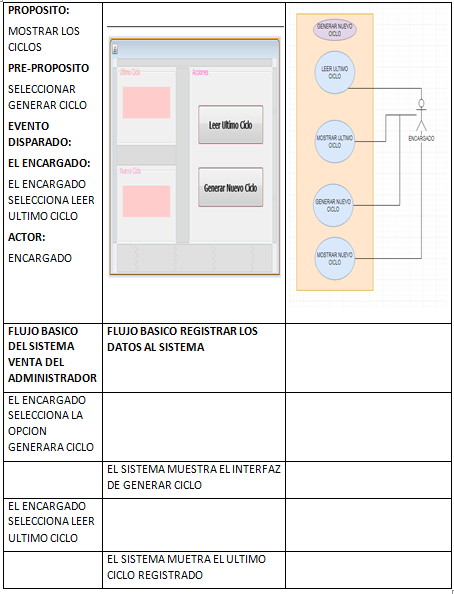 PROPOSITO:
MOSTRAR LOS
CICLOS
PRE-PROPOSITO
SELECCIONAR
GENERAR CICLO
EVENTO
DISPARADO:
EL ENCARGADO:
EL ENCARGADO
SELECCIONA LEER
ULTIMO CICLO
ACTOR:
ENCARGADO
Ultimo Ciclo
Acciones
Leer Ultimo Ciclo
Nuevo Ciclo
Generar Nuevo Ciclo
GENERAR NUEVO
CICLO
LEER ULTIMO
CICLO
MOSTRAR ULTIMO
CICLO
GENERAR NUEVO
CICLO
MOSTRAR NUEVO
CICLO
ENCARGADO
FLUJO BASICO
DEL SISTEMA
VENTA DEL
ADMINISTRADOR
FLUJO BASICO REGISTRAR LOS
DATOS AL SISTEMA
EL ENCARGADO
SELECCIONA LA
OPCION
GENERARA CICLO
EL SISTEMA MUESTRA EL INTERFAZ
DE GENERAR CICLO
EL ENCARGADO
SELECCIONA LEER
ULTIMO CICLO
EL SISTEMA MUETRA EL ULTIMO
CICLO REGISTRADO